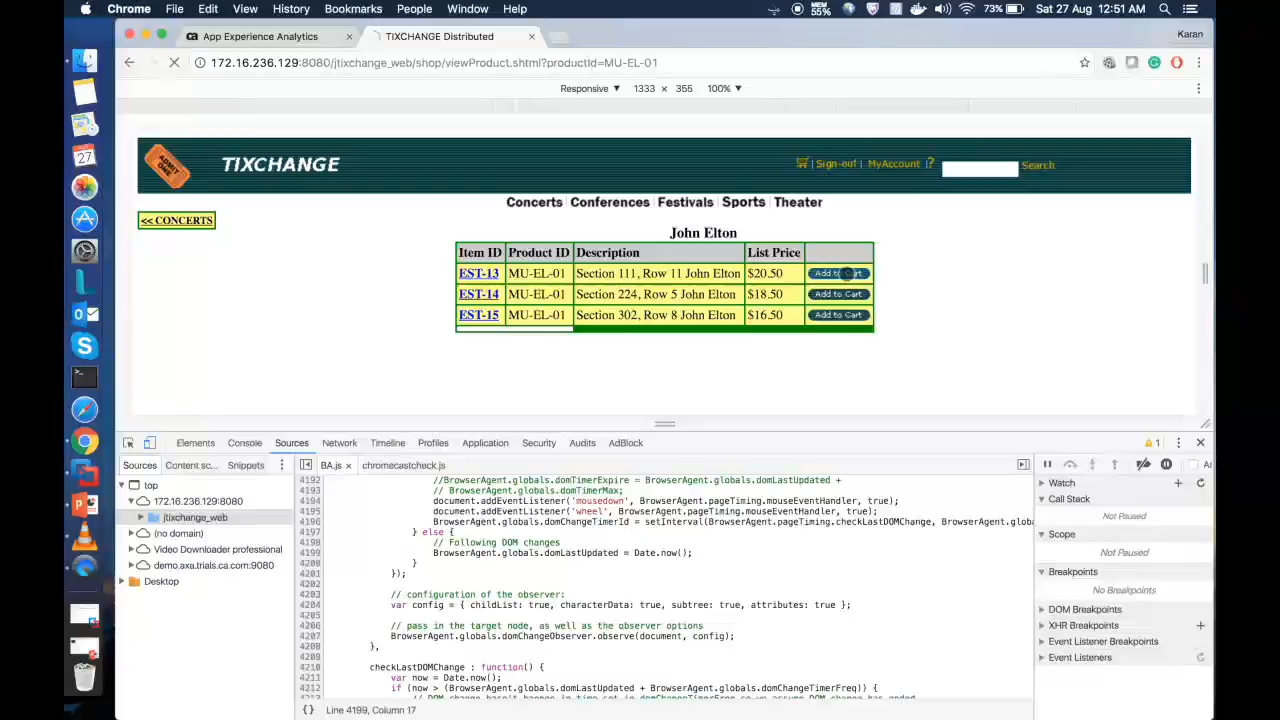 Chrome File Edit View History Bookmarks People Window Help MEM 55% 73% Sat 27 Aug 12:51 AM
App Experience Analytics × TIXCHANGE Distributed × Karan
172.16.236.129:8080/jtixchange_web/shop/viewProduct.shtml?productId=MU-EL-01
Responsive ▼ 1333 × 355 100% ▼
ADMIT ONE TIXCHANGE | Sign-out | MyAccount | ? Search
Concerts | Conferences | Festivals | Sports | Theater
<< CONCERTS
John Elton
Item ID Product ID Description List Price
EST-13 MU-EL-01 Section 111, Row 11 John Elton $20.50 Add to Cart
EST-14 MU-EL-01 Section 224, Row 5 John Elton $18.50 Add to Cart
EST-15 MU-EL-01 Section 302, Row 8 John Elton $16.50 Add to Cart
Elements Console Sources Network Timeline Profiles Application Security Audits AdBlock 1
Sources Content sc... Snippets BA.js × chromecastcheck.js As
top
172.16.236.129:8080
jtixchange_web
(no domain)
Video Downloader professional
demo.axa.trials.ca.com:9080
Desktop
4192 //BrowserAgent.globals.domTimerExpire = BrowserAgent.globals.domLastUpdated +
4193 // BrowserAgent.globals.domTimerMax;
4194 document.addEventListener('mousedown', BrowserAgent.pageTiming.mouseEventHandler, true);
4195 document.addEventListener('wheel', BrowserAgent.pageTiming.mouseEventHandler, true);
4196 BrowserAgent.globals.domChangeTimerId = setInterval(BrowserAgent.pageTiming.checkLastDOMChange, BrowserAgent.globa
4197 } else {
4198 // Following DOM changes
4199 BrowserAgent.globals.domLastUpdated = Date.now();
4200 }
4201 });
4202
4203 // configuration of the observer:
4204 var config = { childList: true, characterData: true, subtree: true, attributes: true };
4205
4206 // pass in the target node, as well as the observer options
4207 BrowserAgent.globals.domChangeObserver.observe(document, config);
4208 },
4209
4210 checkLastDOMChange : function() {
4211 var now = Date.now();
4212 if (now > (BrowserAgent.globals.domLastUpdated + BrowserAgent.globals.domChangeTimerFreq)) {
{} Line 4199, Column 17
Watch
Call Stack
Not Paused
Scope
Not Paused
Breakpoints
No Breakpoints
DOM Breakpoints
XHR Breakpoints
Event Listener Breakpoints
Event Listeners